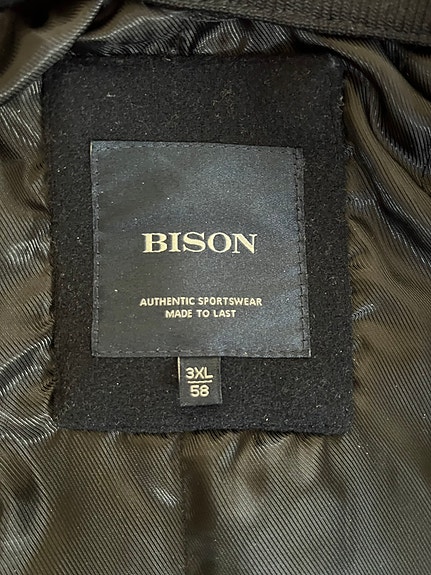 BISON
AUTHENTIC SPORTSWEAR
MADE TO LAST
3XL
58